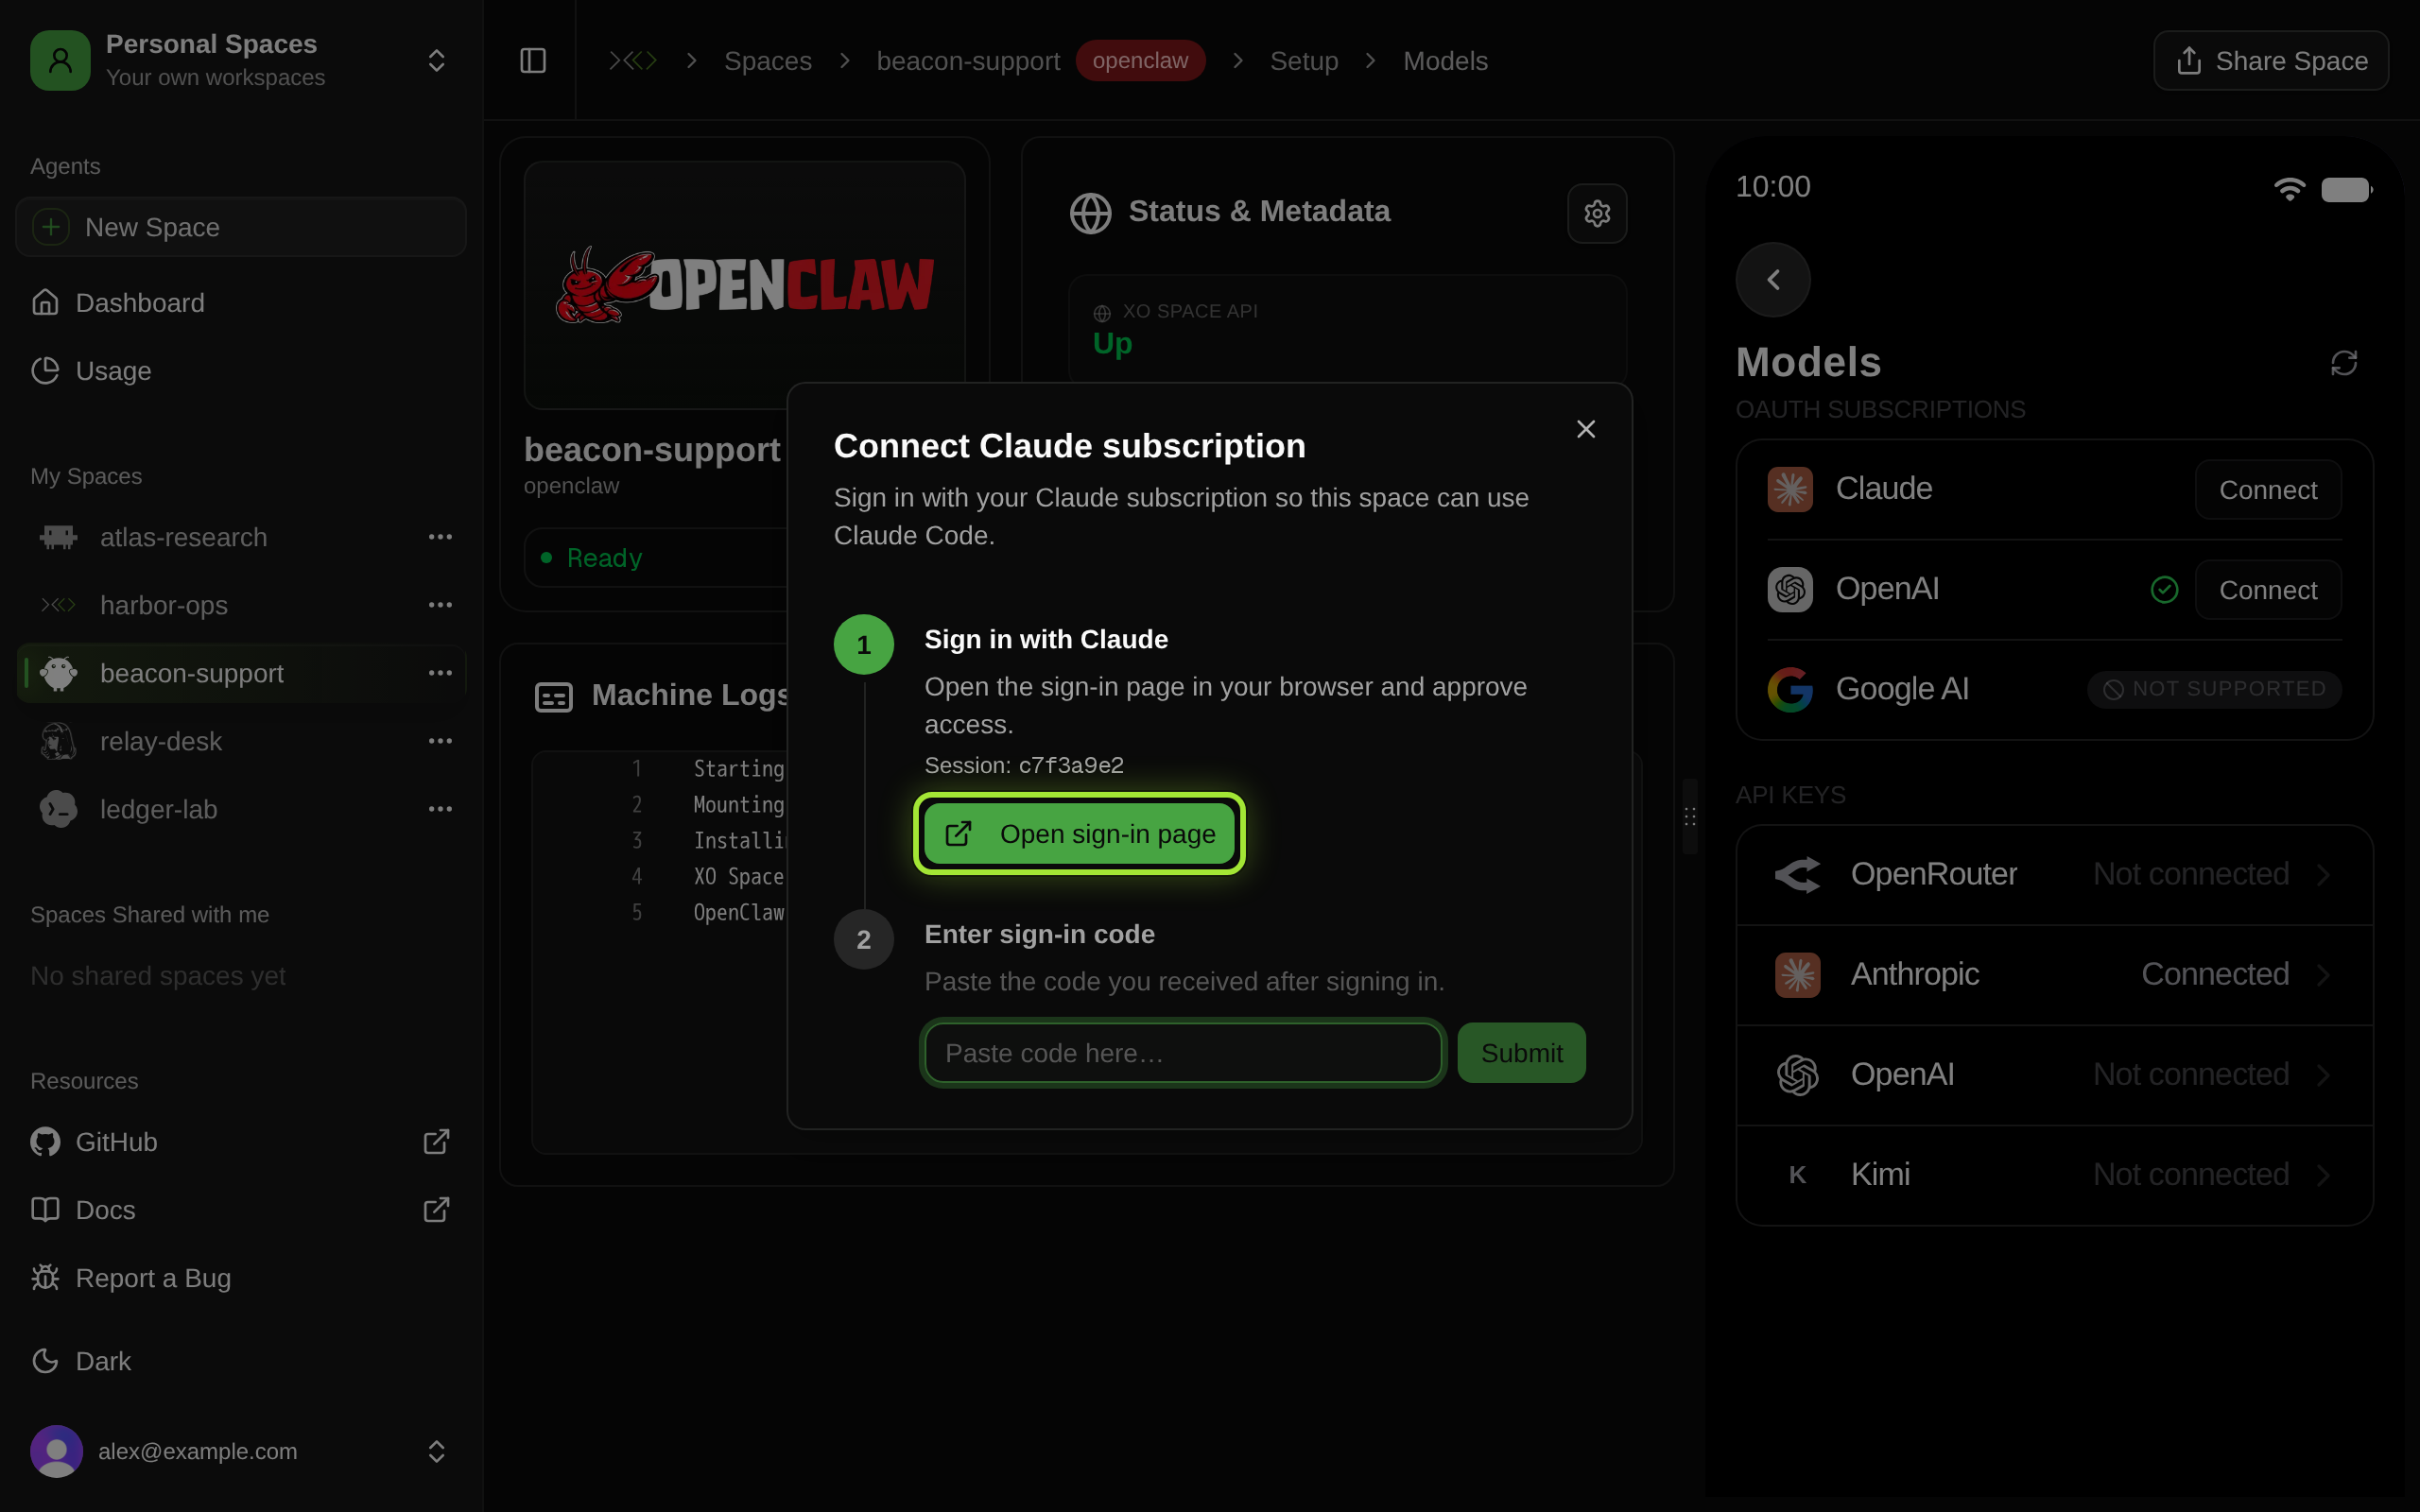 Personal Spaces
Your own workspaces
Agents
New Space
Dashboard
Usage
My Spaces
atlas-research
harbor-ops
beacon-support
relay-desk
ledger-lab
Spaces Shared with me
No shared spaces yet
Resources
GitHub
Docs
Report a Bug
Dark
alex@example.com
Spaces
beacon-support
openclaw
Setup
Models
Share Space
OPENCLAW
beacon-support
openclaw
Ready
Status & Metadata
XO SPACE API
Up
Machine Logs
1 Starting
2 Mounting
3 Installi
4 XO Space
5 OpenClaw
Connect Claude subscription
Sign in with your Claude subscription so this space can use
Claude Code.
1
Sign in with Claude
Open the sign-in page in your browser and approve
access.
Session: c7f3a9e2
Open sign-in page
2
Enter sign-in code
Paste the code you received after signing in.
Paste code here…
Submit
10:00
Models
OAUTH SUBSCRIPTIONS
Claude
Connect
OpenAI
Connect
Google AI
NOT SUPPORTED
API KEYS
OpenRouter
Not connected
Anthropic
Connected
OpenAI
Not connected
K
Kimi
Not connected